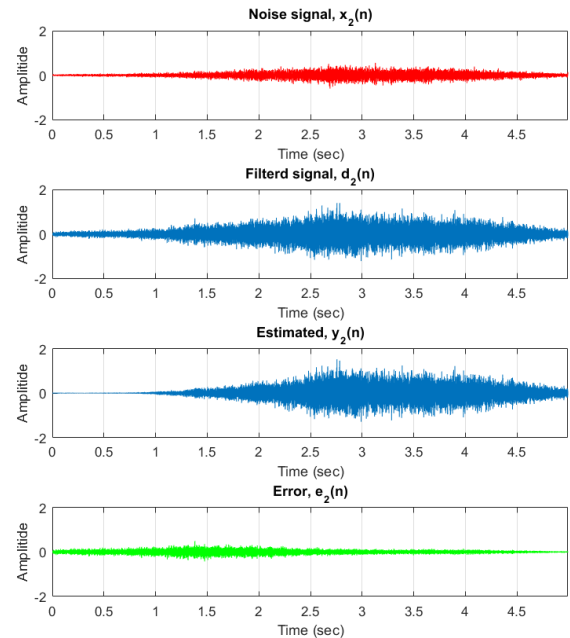 Noise signal, x2(n)
Amplitide
2
0
-2
0 0.5 1 1.5 2 2.5 3 3.5 4 4.5
Time (sec)
Filterd signal, d2(n)
Amplitide
2
0
-2
0 0.5 1 1.5 2 2.5 3 3.5 4 4.5
Time (sec)
Estimated, y2(n)
Amplitide
2
0
-2
0 0.5 1 1.5 2 2.5 3 3.5 4 4.5
Time (sec)
Error, e2(n)
Amplitide
2
0
-2
0 0.5 1 1.5 2 2.5 3 3.5 4 4.5
Time (sec)